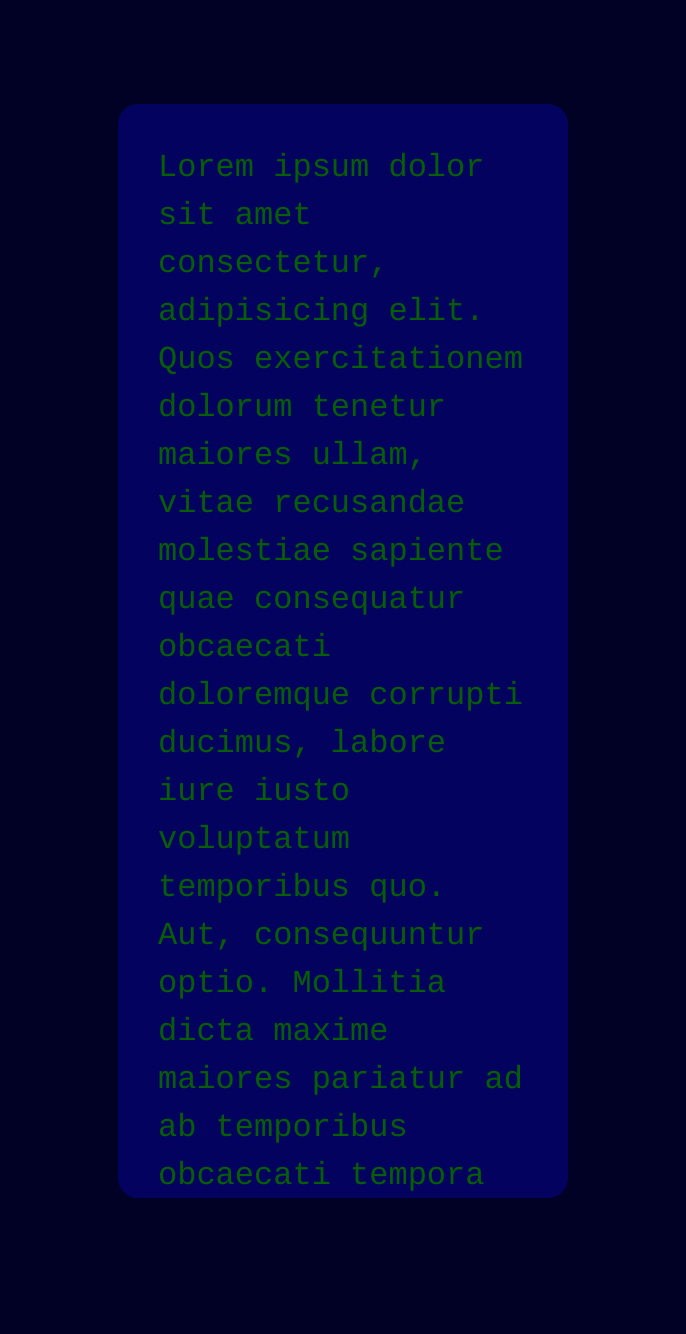 Lorem ipsum dolor
sit amet
consectetur,
adipisicing elit.
Quos exercitationem
dolorum tenetur
maiores ullam,
vitae recusandae
molestiae sapiente
quae consequatur
obcaecati
doloremque corrupti
ducimus, labore
iure iusto
voluptatum
temporibus quo.
Aut, consequuntur
optio. Mollitia
dicta maxime
maiores pariatur ad
ab temporibus
obcaecati tempora